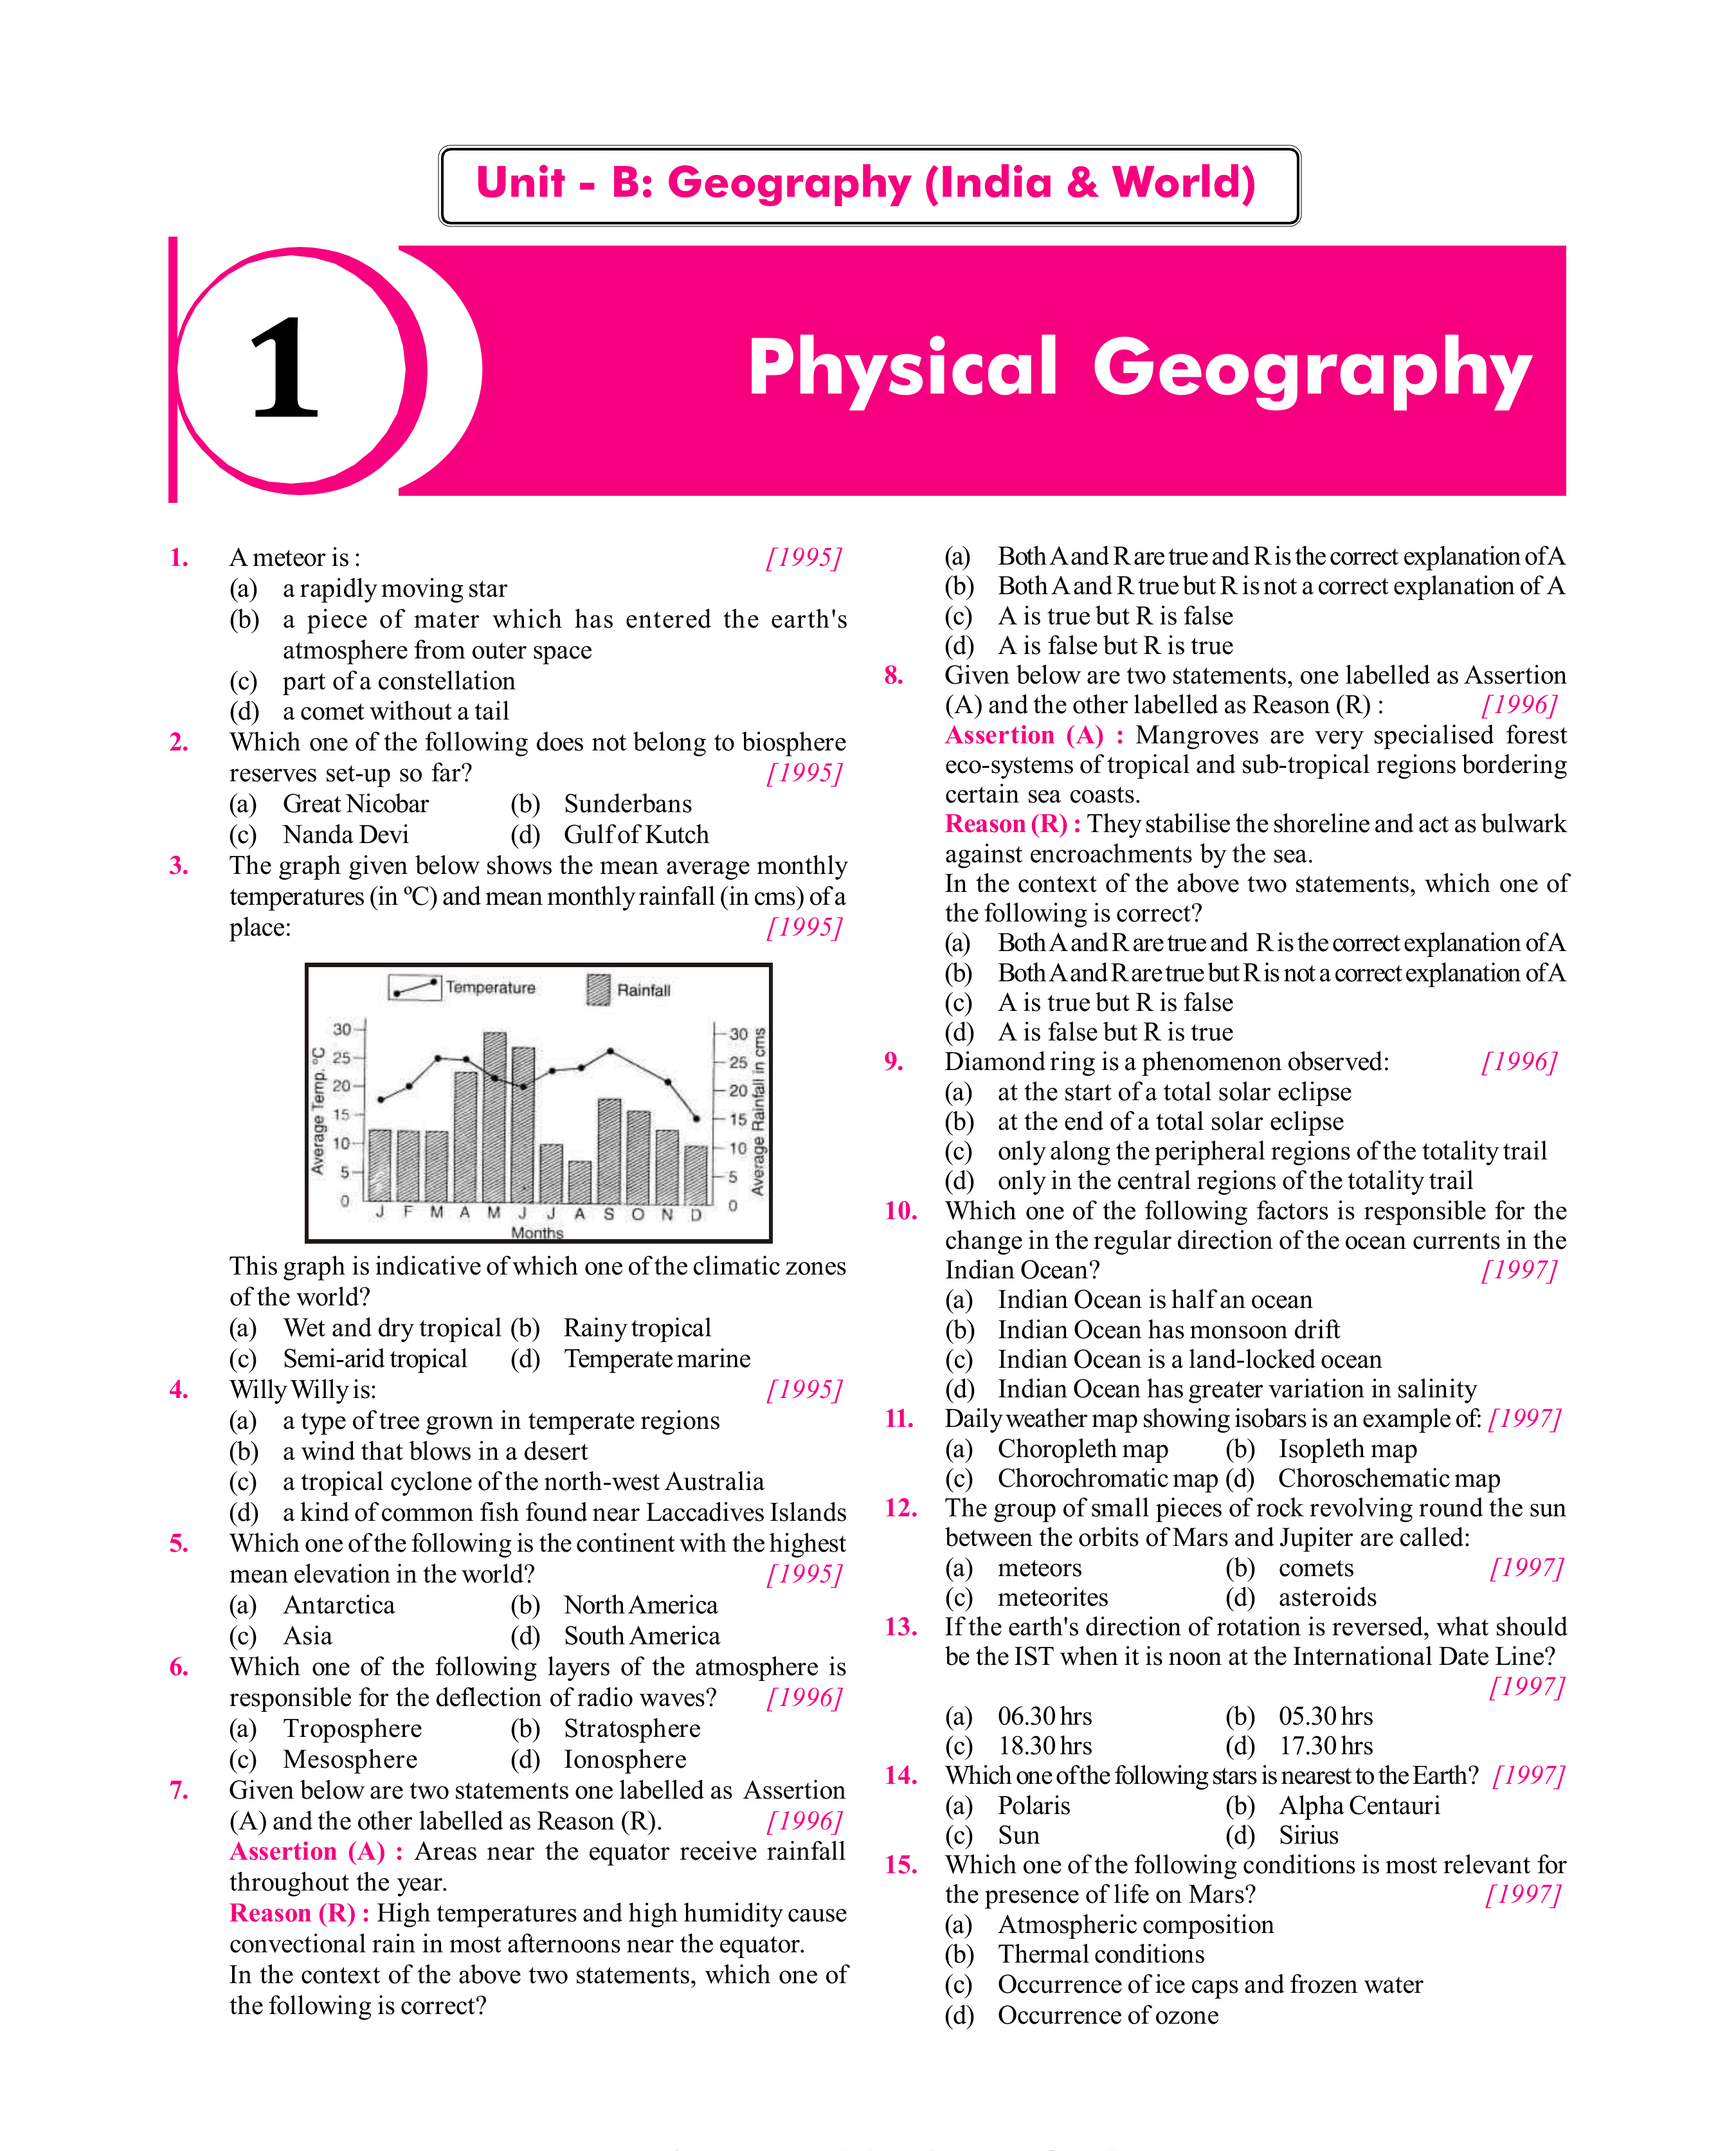 Unit - B: Geography (India & World)
1
Physical Geography
1. A meteor is : [1995]
(a) a rapidly moving star
(b) a piece of mater which has entered the earth's
atmosphere from outer space
(c) part of a constellation
(d) a comet without a tail
2. Which one of the following does not belong to biosphere
reserves set-up so far? [1995]
(a) Great Nicobar (b) Sunderbans
(c) Nanda Devi (d) Gulf of Kutch
3. The graph given below shows the mean average monthly
temperatures (in ºC) and mean monthly rainfall (in cms) of a
place: [1995]
Temperature Rainfall
Average Temp. °C
30
25
20
15
10
5
0
30
25
20
15
10
5
0
Average Rainfall in cms
J F M A M J J A S O N D
Months
This graph is indicative of which one of the climatic zones
of the world?
(a) Wet and dry tropical (b) Rainy tropical
(c) Semi-arid tropical (d) Temperate marine
4. Willy Willy is: [1995]
(a) a type of tree grown in temperate regions
(b) a wind that blows in a desert
(c) a tropical cyclone of the north-west Australia
(d) a kind of common fish found near Laccadives Islands
5. Which one of the following is the continent with the highest
mean elevation in the world? [1995]
(a) Antarctica (b) North America
(c) Asia (d) South America
6. Which one of the following layers of the atmosphere is
responsible for the deflection of radio waves? [1996]
(a) Troposphere (b) Stratosphere
(c) Mesosphere (d) Ionosphere
7. Given below are two statements one labelled as Assertion
(A) and the other labelled as Reason (R). [1996]
Assertion (A) : Areas near the equator receive rainfall
throughout the year.
Reason (R) : High temperatures and high humidity cause
convectional rain in most afternoons near the equator.
In the context of the above two statements, which one of
the following is correct?
(a) Both A and R are true and R is the correct explanation of A
(b) Both A and R true but R is not a correct explanation of A
(c) A is true but R is false
(d) A is false but R is true
8. Given below are two statements, one labelled as Assertion
(A) and the other labelled as Reason (R) : [1996]
Assertion (A) : Mangroves are very specialised forest
eco-systems of tropical and sub-tropical regions bordering
certain sea coasts.
Reason (R) : They stabilise the shoreline and act as bulwark
against encroachments by the sea.
In the context of the above two statements, which one of
the following is correct?
(a) Both A and R are true and R is the correct explanation of A
(b) Both A and R are true but R is not a correct explanation of A
(c) A is true but R is false
(d) A is false but R is true
9. Diamond ring is a phenomenon observed: [1996]
(a) at the start of a total solar eclipse
(b) at the end of a total solar eclipse
(c) only along the peripheral regions of the totality trail
(d) only in the central regions of the totality trail
10. Which one of the following factors is responsible for the
change in the regular direction of the ocean currents in the
Indian Ocean? [1997]
(a) Indian Ocean is half an ocean
(b) Indian Ocean has monsoon drift
(c) Indian Ocean is a land-locked ocean
(d) Indian Ocean has greater variation in salinity
11. Daily weather map showing isobars is an example of: [1997]
(a) Choropleth map (b) Isopleth map
(c) Chorochromatic map (d) Choroschematic map
12. The group of small pieces of rock revolving round the sun
between the orbits of Mars and Jupiter are called:
(a) meteors (b) comets [1997]
(c) meteorites (d) asteroids
13. If the earth's direction of rotation is reversed, what should
be the IST when it is noon at the International Date Line?
[1997]
(a) 06.30 hrs (b) 05.30 hrs
(c) 18.30 hrs (d) 17.30 hrs
14. Which one of the following stars is nearest to the Earth? [1997]
(a) Polaris (b) Alpha Centauri
(c) Sun (d) Sirius
15. Which one of the following conditions is most relevant for
the presence of life on Mars? [1997]
(a) Atmospheric composition
(b) Thermal conditions
(c) Occurrence of ice caps and frozen water
(d) Occurrence of ozone